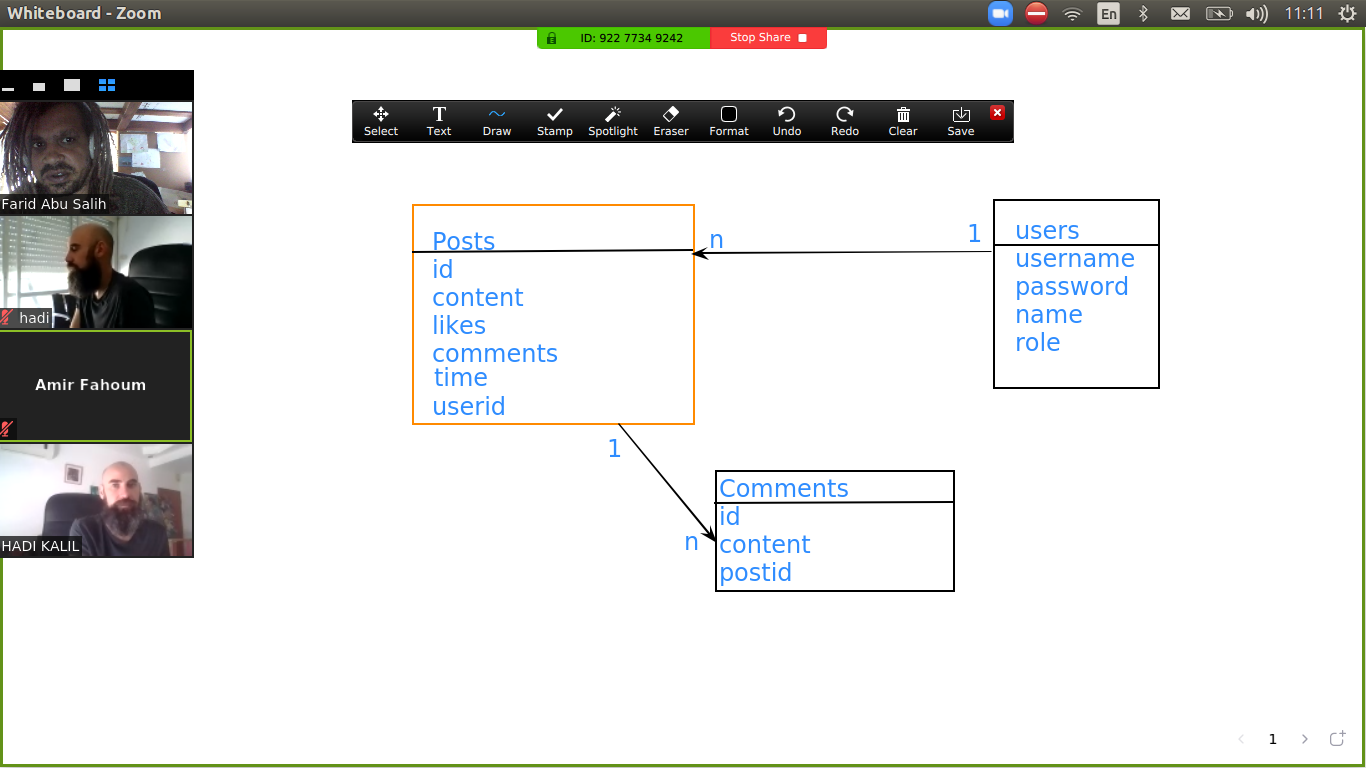 Whiteboard - Zoom
En
11:11
ID: 922 7734 9242
Stop Share
Select
Text
Draw
Stamp
Spotlight
Eraser
Format
Undo
Redo
Clear
Save
Farid Abu Salih
hadi
Amir Fahoum
HADI KALIL
Posts
id
content
likes
comments
time
userid
n
1
users
username
password
name
role
1
n
Comments
id
content
postid
1